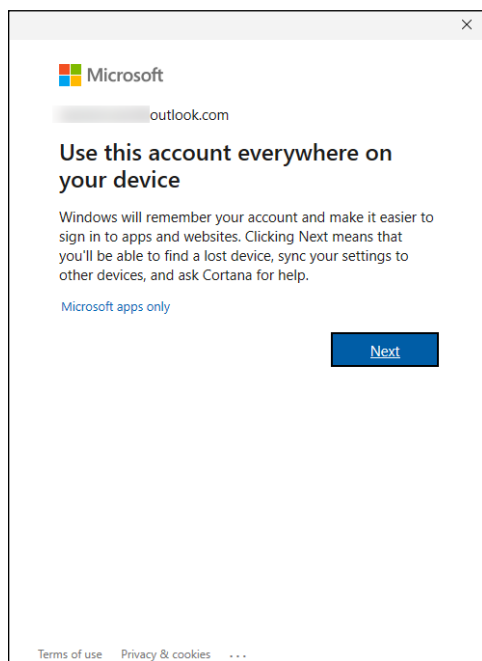 Microsoft
outlook.com
Use this account everywhere on
your device
Windows will remember your account and make it easier to
sign in to apps and websites. Clicking Next means that
you'll be able to find a lost device, sync your settings to
other devices, and ask Cortana for help.
Microsoft apps only
Next
Terms of use Privacy & cookies ...